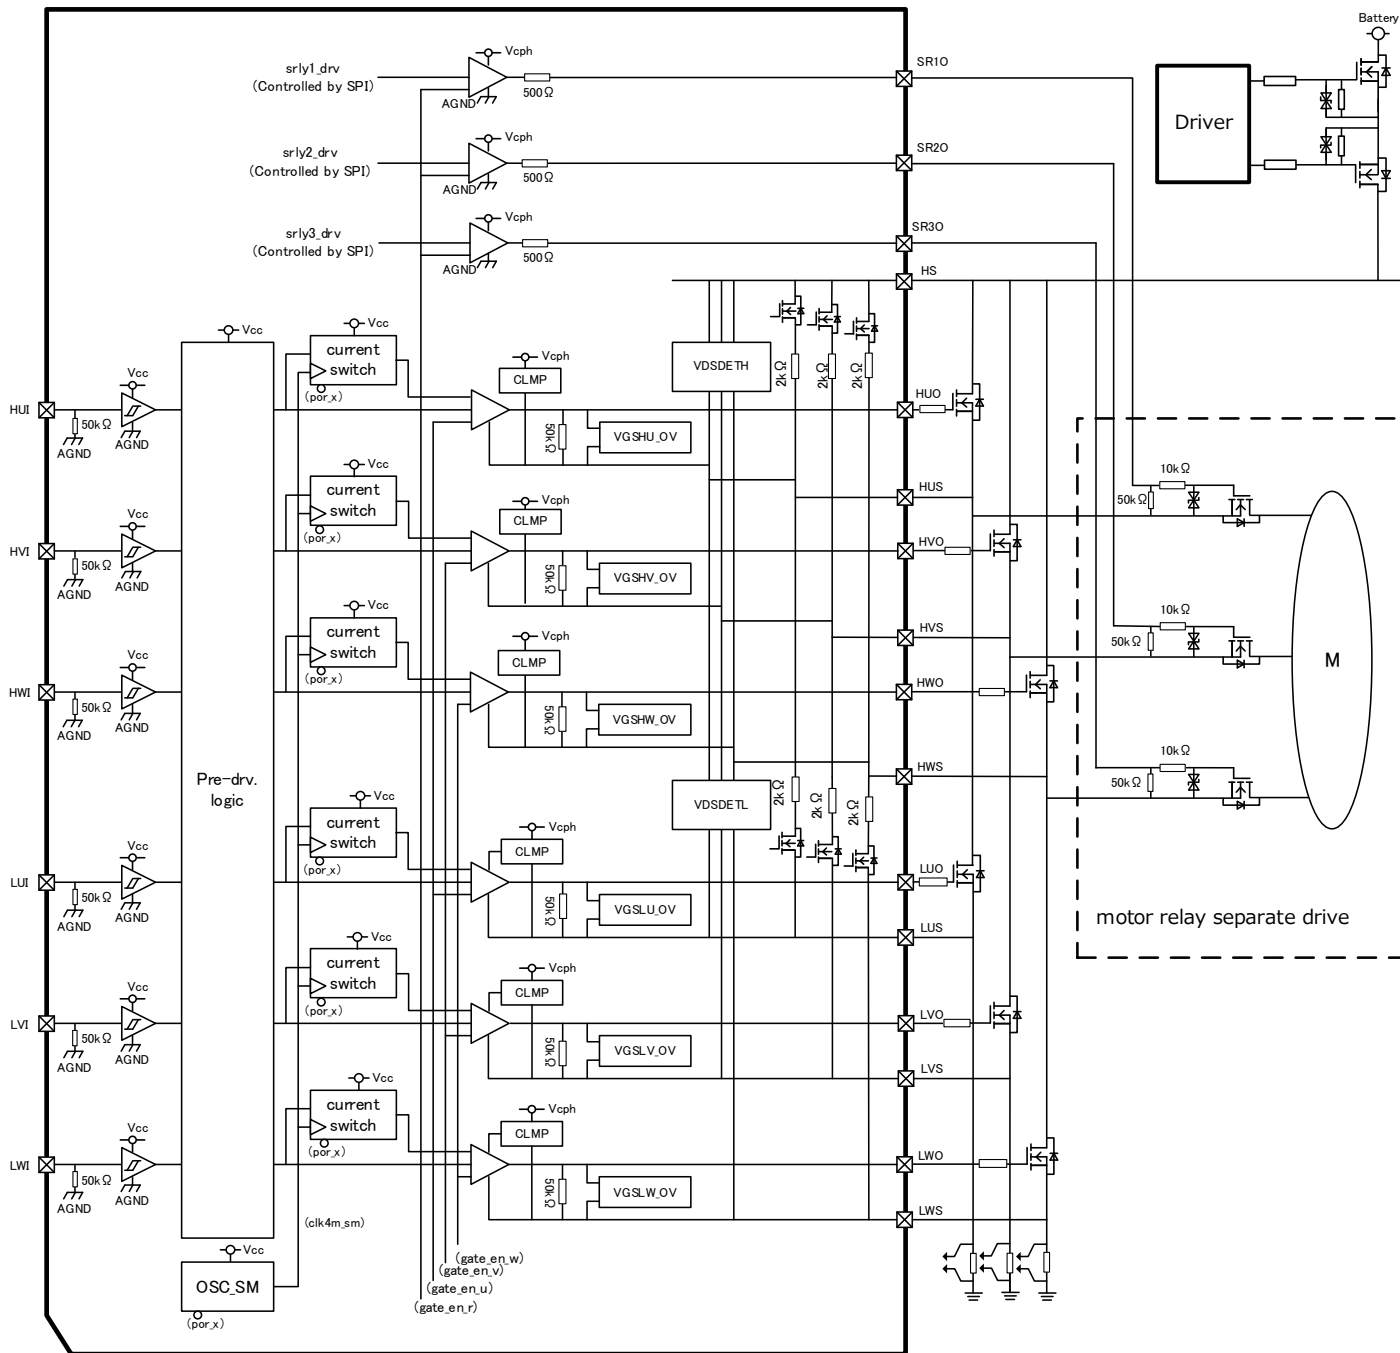 Battery
Vcph
srly1_drv
(Controlled by SPI)
AGND
500Ω
SR1O
Driver
Vcph
srly2_drv
(Controlled by SPI)
AGND
500Ω
SR2O
Vcph
srly3_drv
(Controlled by SPI)
AGND
500Ω
SR3O
HS
Vcc
Vcc
current
switch
(por_x)
Vcph
CLMP
VDSDETH
2kΩ
2kΩ
2kΩ
Vcc
HUI
50kΩ
AGND
AGND
50kΩ
VGSHU_OV
HUO
Vcc
current
switch
(por_x)
Vcph
CLMP
HUS
10kΩ
50kΩ
Vcc
HVI
50kΩ
AGND
AGND
50kΩ
VGSHV_OV
HVO
Vcc
current
switch
(por_x)
Vcph
CLMP
HVS
10kΩ
50kΩ
M
Vcc
HWI
50kΩ
AGND
AGND
50kΩ
VGSHW_OV
HWO
Pre-drv.
logic
VDSDETL
2kΩ
2kΩ
2kΩ
HWS
10kΩ
50kΩ
Vcc
current
switch
(por_x)
Vcph
CLMP
Vcc
LUI
50kΩ
AGND
AGND
50kΩ
VGSLU_OV
LUO
LUS
motor relay separate drive
Vcc
current
switch
(por_x)
Vcph
CLMP
Vcc
LVI
50kΩ
AGND
AGND
50kΩ
VGSLV_OV
LVO
LVS
Vcc
current
switch
(por_x)
Vcph
CLMP
Vcc
LWI
50kΩ
AGND
AGND
50kΩ
VGSLW_OV
LWO
LWS
(clk4m_sm)
Vcc
OSC_SM
(por_x)
(gate_en_w)
(gate_en_v)
(gate_en_u)
(gate_en_r)